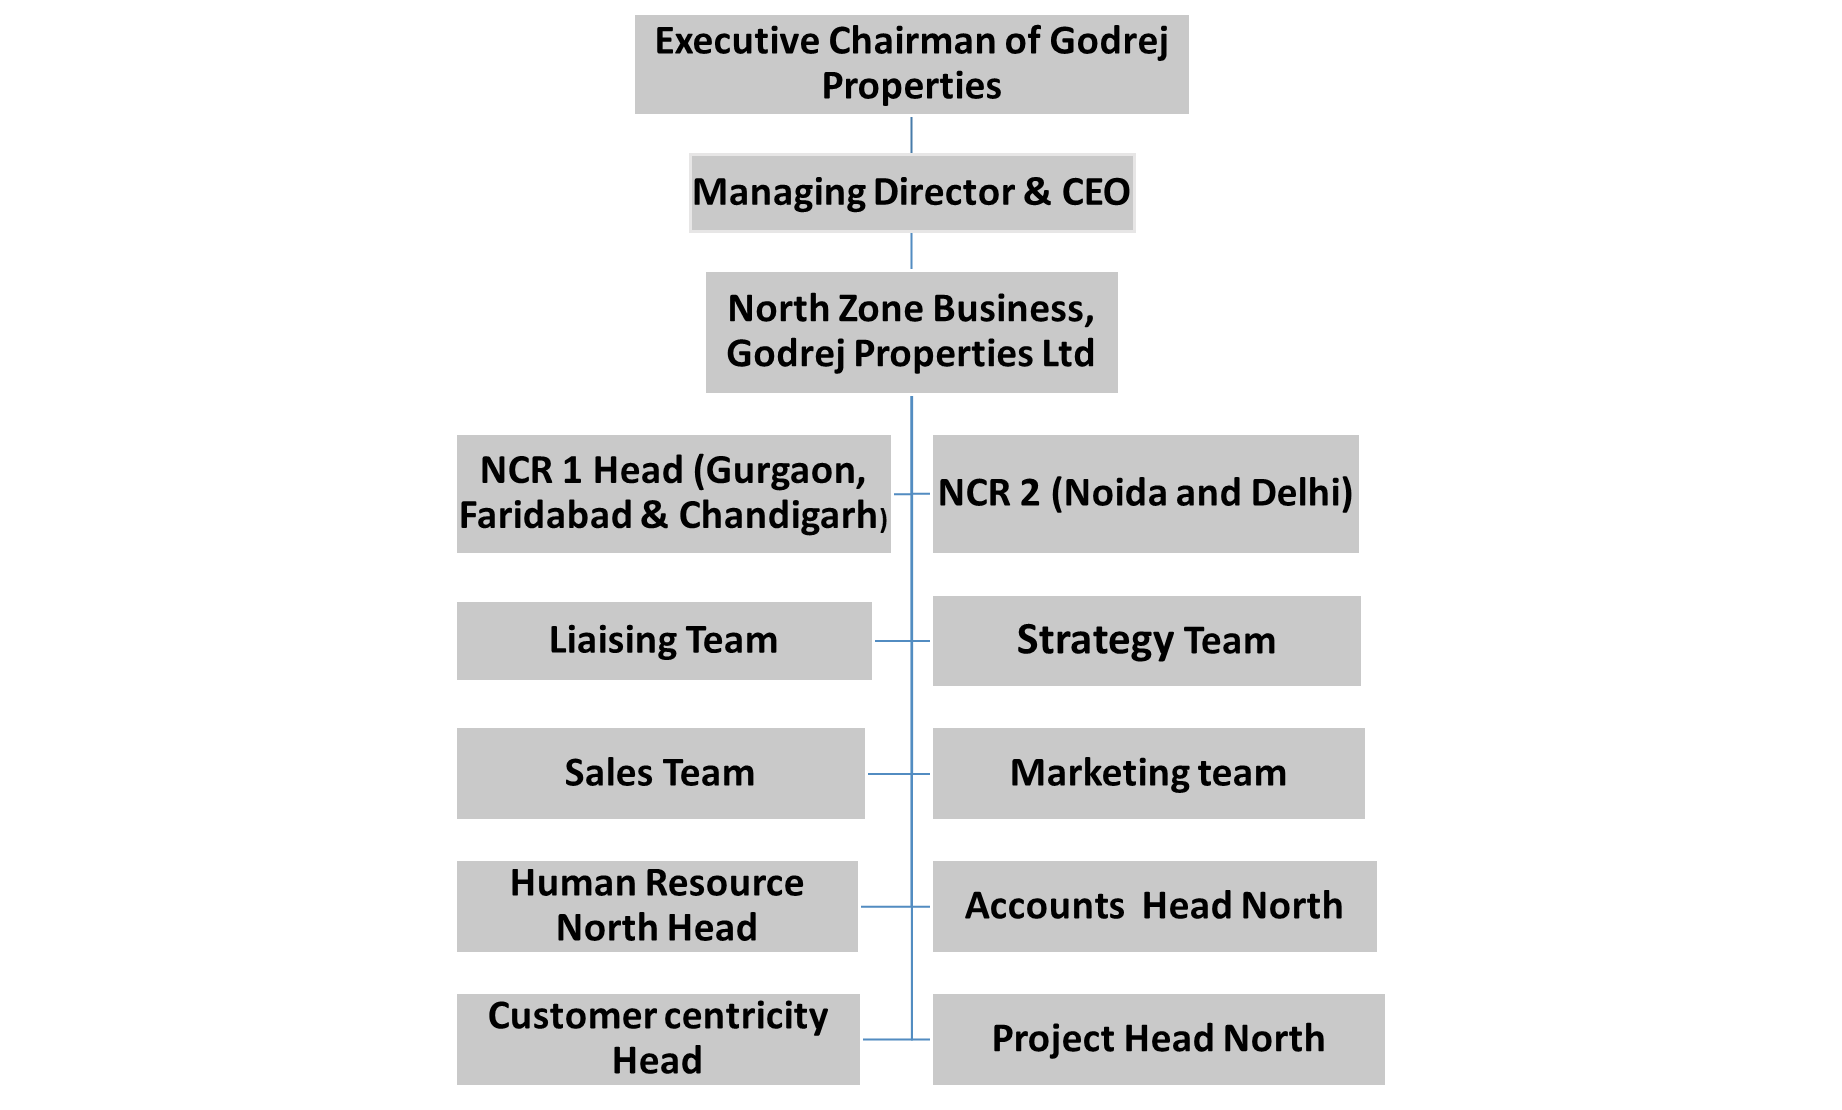 Executive Chairman of Godrej
Properties
Managing Director & CEO
North Zone Business,
Godrej Properties Ltd
NCR 1 Head (Gurgaon,
Faridabad & Chandigarh)
NCR 2 (Noida and Delhi)
Liaising Team
Strategy Team
Sales Team
Marketing team
Human Resource
North Head
Accounts  Head North
Customer centricity
Head
Project Head North